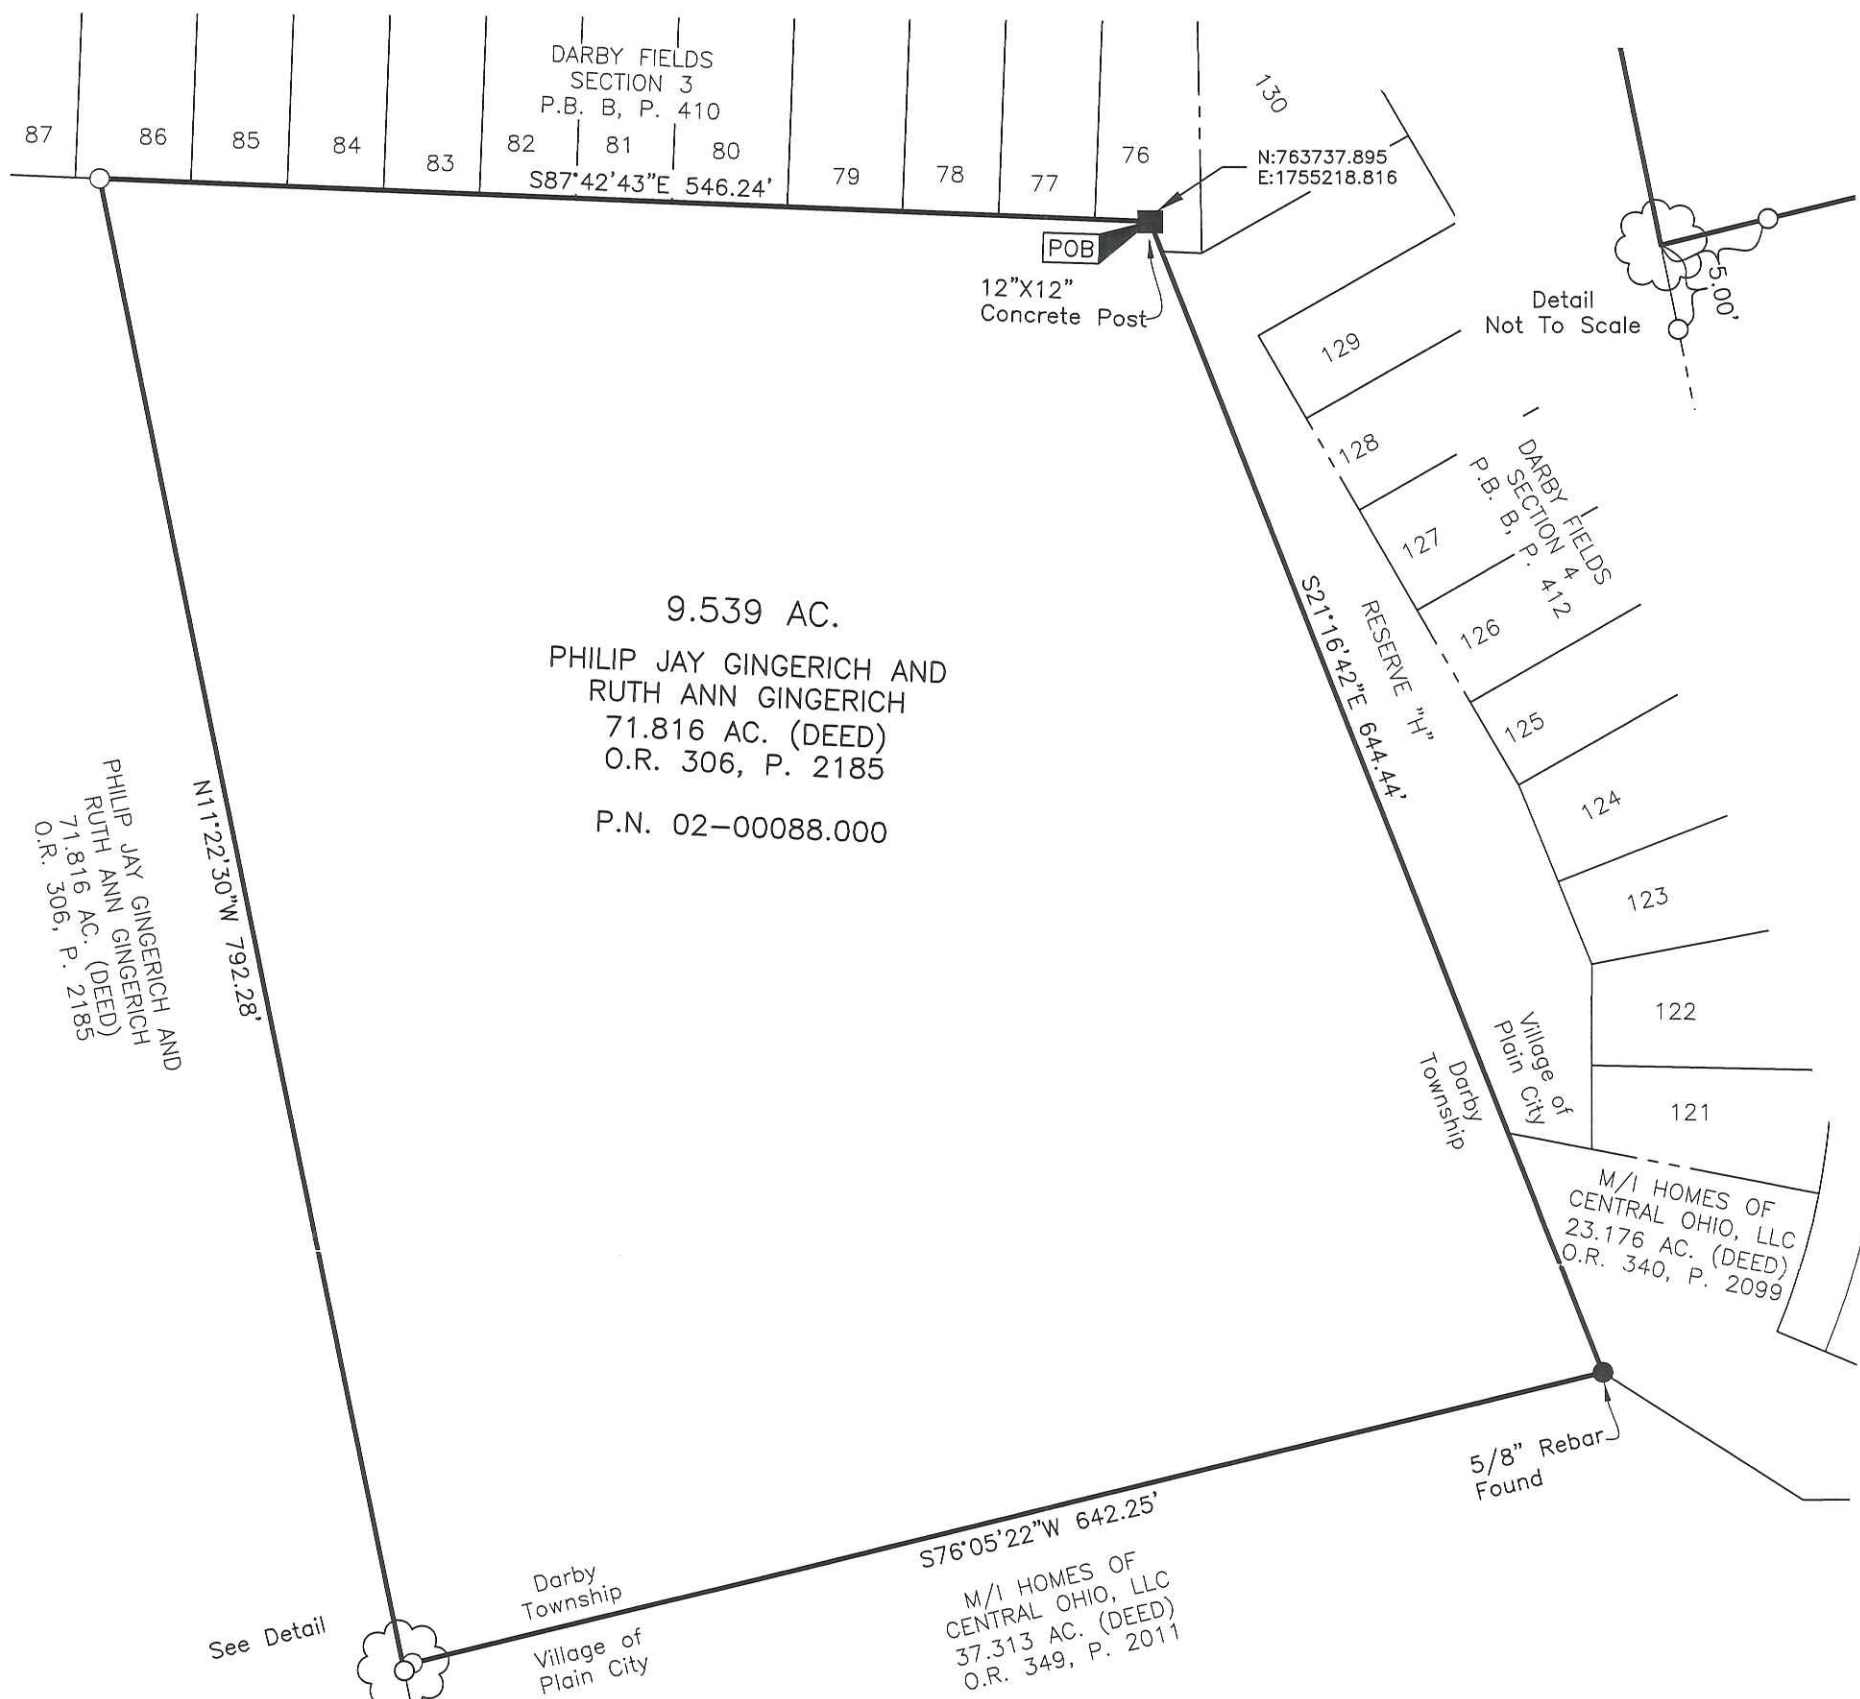 DARBY FIELDS
SECTION 3
P.B. B, P. 410
87
86
85
84
83
82
81
80
79
78
77
76
130
S87°42'43"E 546.24'
N:763737.895
E:1755218.816
POB
12"X12"
Concrete Post
Detail
Not To Scale
5.00'
129
128
127
126
125
124
123
122
121
DARBY FIELDS
SECTION 4
P.B. B, P. 412
S21°16'42"E 644.44'
RESERVE "H"
9.539 AC.
PHILIP JAY GINGERICH AND
RUTH ANN GINGERICH
71.816 AC. (DEED)
O.R. 306, P. 2185
P.N. 02-00088.000
N11°22'30"W 792.28'
PHILIP JAY GINGERICH AND
RUTH ANN GINGERICH
71.816 AC. (DEED)
O.R. 306, P. 2185
Village of
Plain City
Darby
Township
M/I HOMES OF
CENTRAL OHIO, LLC
23.176 AC. (DEED)
O.R. 340, P. 2099
5/8" Rebar
Found
S76°05'22"W 642.25'
M/I HOMES OF
CENTRAL OHIO, LLC
37.313 AC. (DEED)
O.R. 349, P. 2011
Darby
Township
Village of
Plain City
See Detail